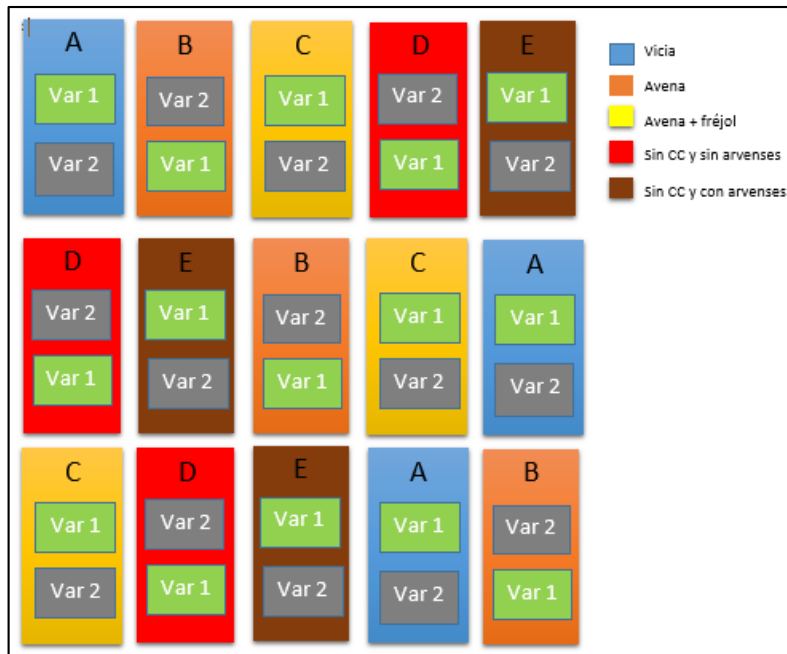 A B C D E
Var 1 Var 2 Var 1 Var 2 Var 1
Var 2 Var 1 Var 2 Var 1 Var 2
Vicia
Avena
Avena + fréjol
Sin CC y sin arvenses
Sin CC y con arvenses
D E B C A
Var 2 Var 1 Var 2 Var 1 Var 1
Var 1 Var 2 Var 1 Var 2 Var 2
C D E A B
Var 1 Var 2 Var 1 Var 1 Var 2
Var 2 Var 1 Var 2 Var 2 Var 1